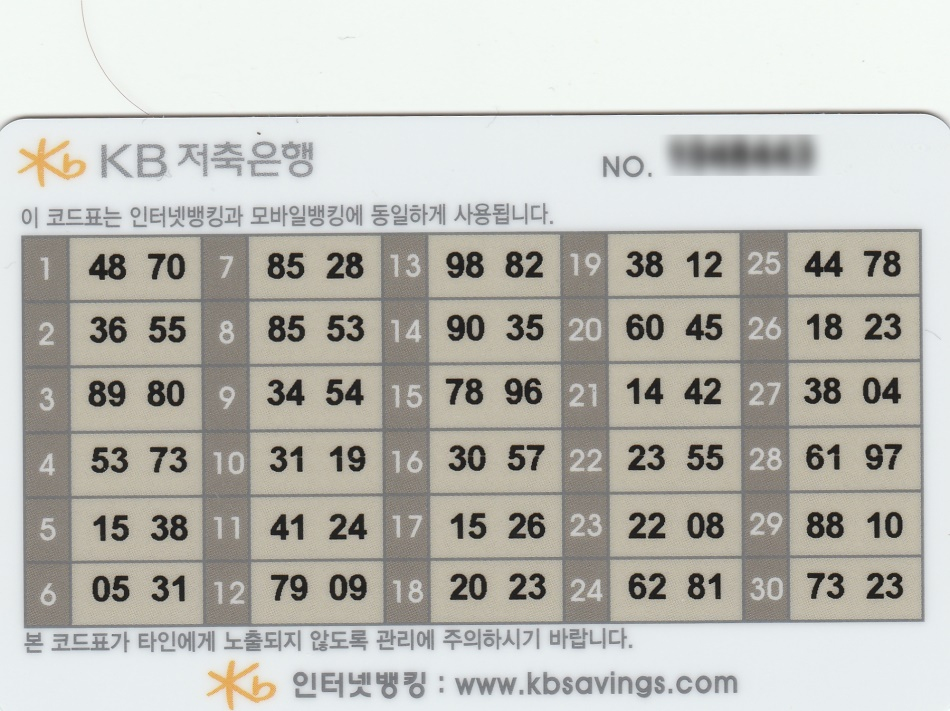 Kb KB 저축은행 NO.
이 코드표는 인터넷뱅킹과 모바일뱅킹에 동일하게 사용됩니다.
1 48 70 7 85 28 13 98 82 19 38 12 25 44 78
2 36 55 8 85 53 14 90 35 20 60 45 26 18 23
3 89 80 9 34 54 15 78 96 21 14 42 27 38 04
4 53 73 10 31 19 16 30 57 22 23 55 28 61 97
5 15 38 11 41 24 17 15 26 23 22 08 29 88 10
6 05 31 12 79 09 18 20 23 24 62 81 30 73 23
본 코드표가 타인에게 노출되지 않도록 관리에 주의하시기 바랍니다.
Kb 인터넷뱅킹 : www.kbsavings.com